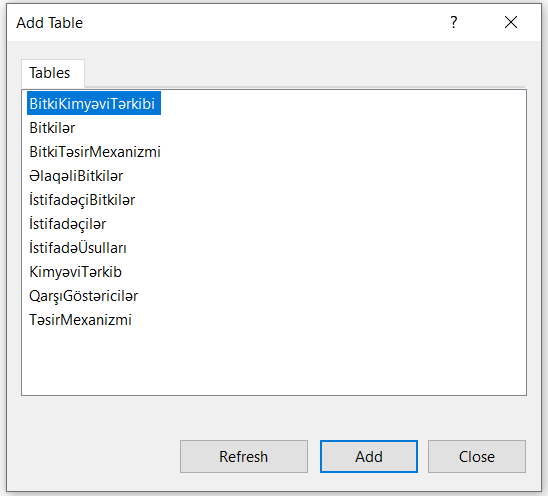 Add Table
?
Tables
BitkiKimyəviTərkibi
Bitkilər
BitkiTəsirMexanizmi
ƏlaqəliBitkilər
İstifadəçiBitkilər
İstifadəçilər
İstifadəÜsulları
KimyəviTərkib
QarşıGöstəricilər
TəsirMexanizmi
Refresh
Add
Close